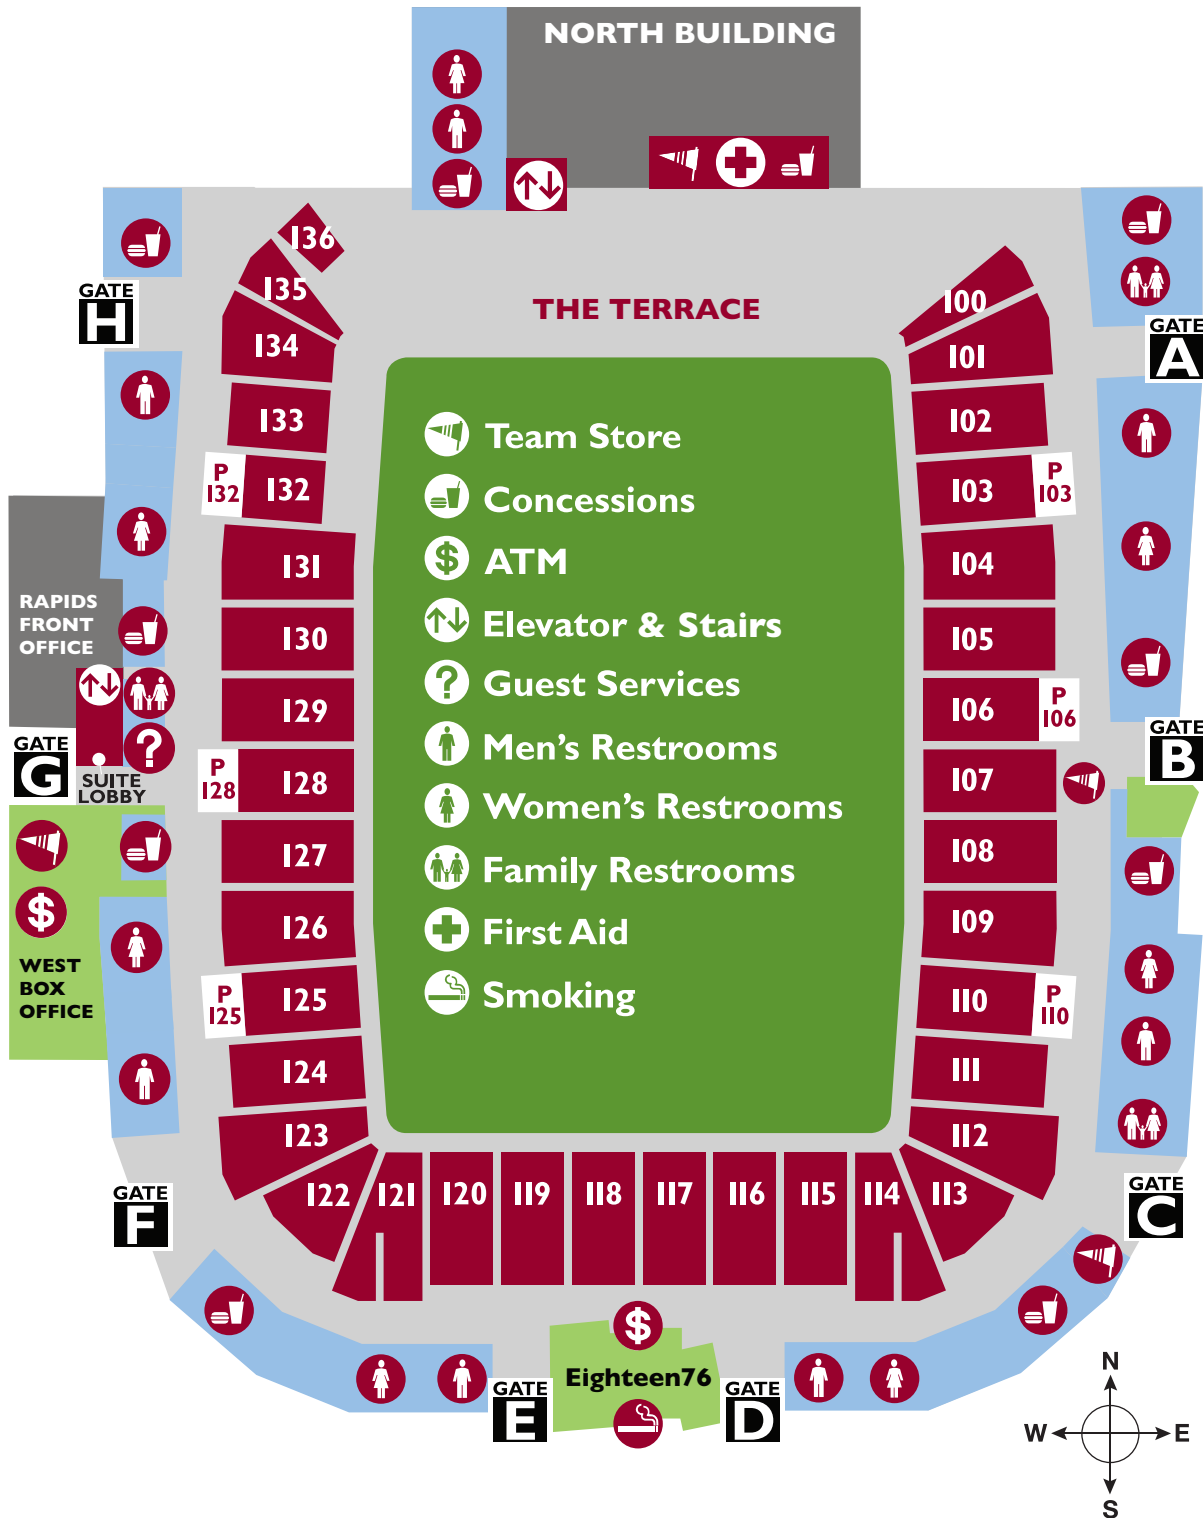 NORTH BUILDING
136
135
134
133
P
132
132
131
130
129
P
128
128
127
126
P
125
125
124
123
122
121
120
119
118
117
116
115
114
113
112
111
110
P
110
109
108
107
106
P
106
105
104
103
P
103
102
101
100
THE TERRACE
GATE
H
GATE
A
Team Store
Concessions
$ ATM
Elevator & Stairs
? Guest Services
Men's Restrooms
Women's Restrooms
Family Restrooms
First Aid
Smoking
RAPIDS
FRONT
OFFICE
?
GATE
G
SUITE
LOBBY
GATE
B
$
WEST
BOX
OFFICE
GATE
F
GATE
C
$
Eighteen76
GATE
E
GATE
D
N
W
E
S